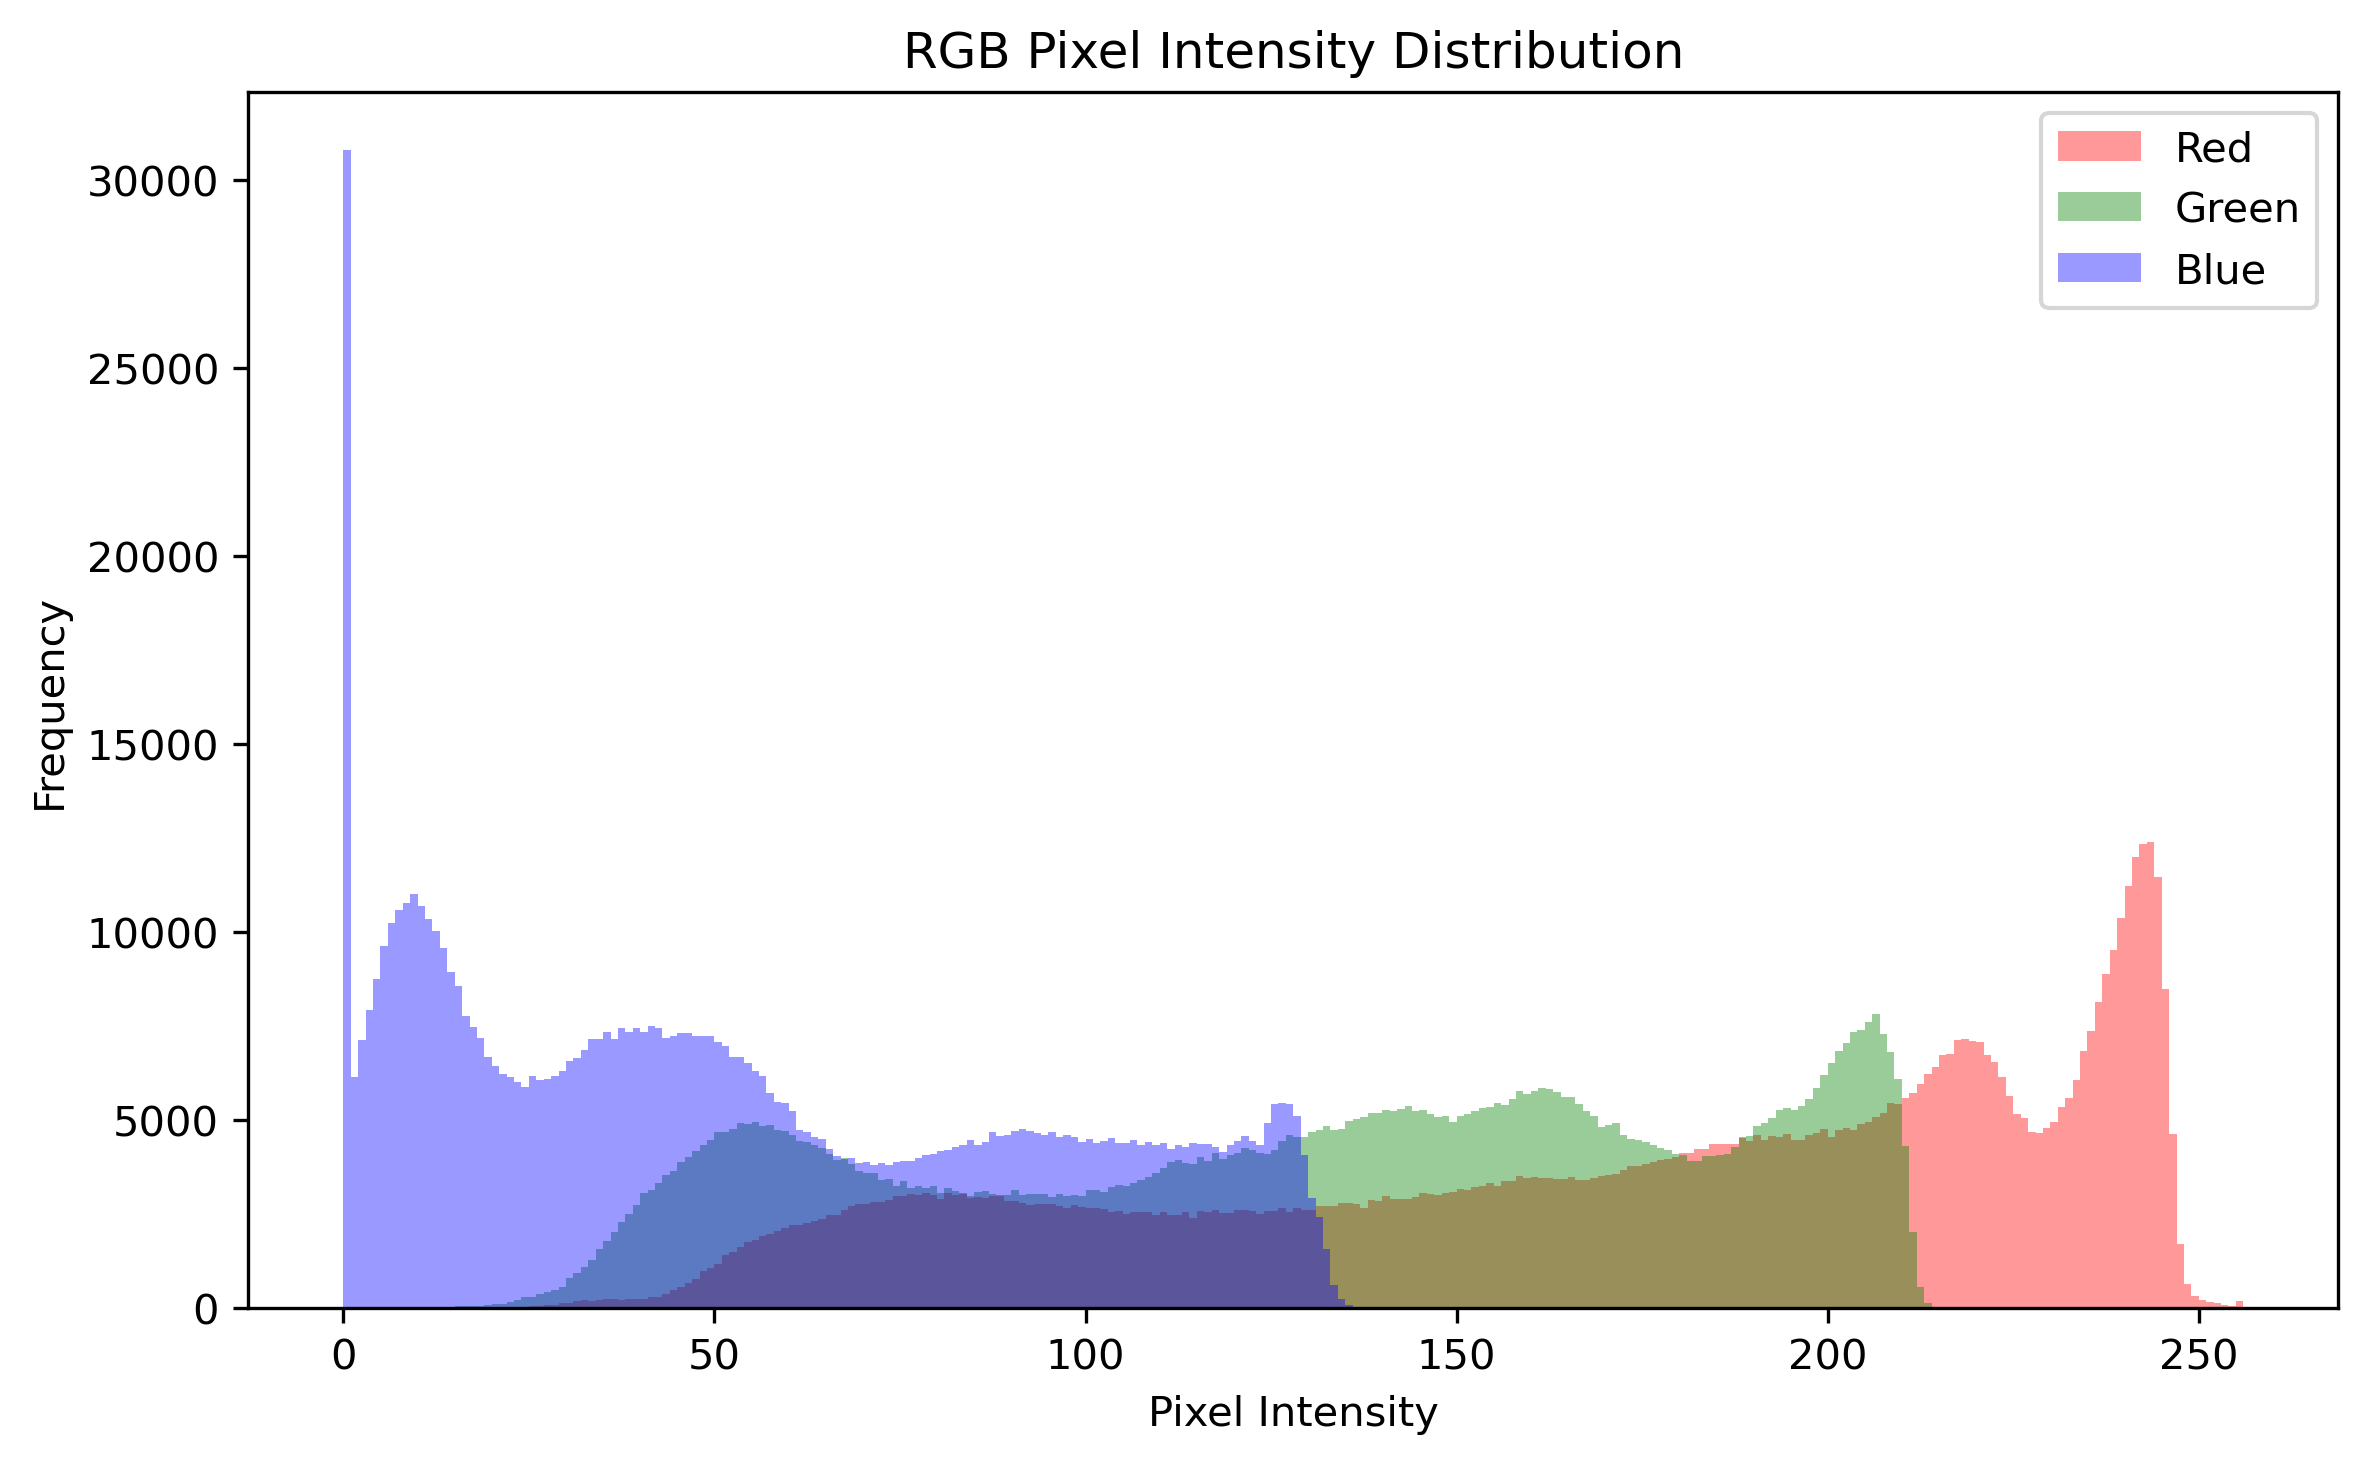 RGB Pixel Intensity Distribution
Red
Green
Blue
30000
25000
20000
15000
10000
5000
0
Frequency
0 50 100 150 200 250
Pixel Intensity